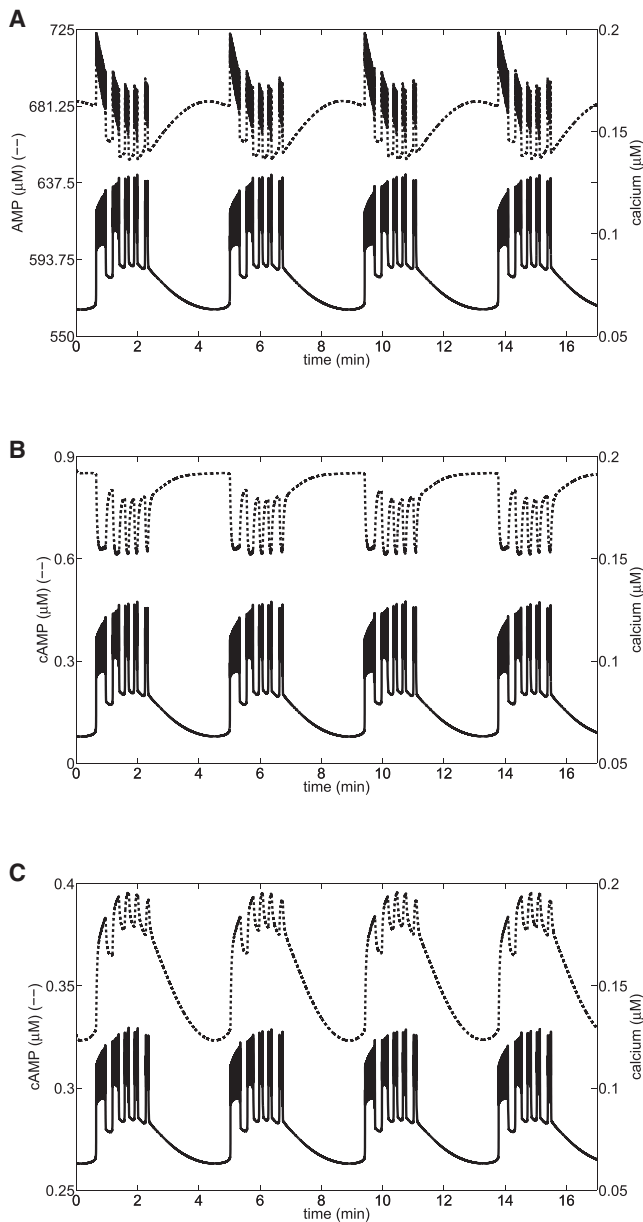 A
725
681.25
637.5
593.75
550
AMP (μM) (−−)
0.2
0.15
0.1
0.05
calcium (μM)
0 2 4 6 8 10 12 14 16
time (min)
B
0.9
0.6
0.3
0
cAMP (μM) (−−)
0.2
0.15
0.1
0.05
calcium (μM)
0 2 4 6 8 10 12 14 16
time (min)
C
0.4
0.35
0.3
0.25
cAMP (μM) (−−)
0.2
0.15
0.1
0.05
calcium (μM)
0 2 4 6 8 10 12 14 16
time (min)